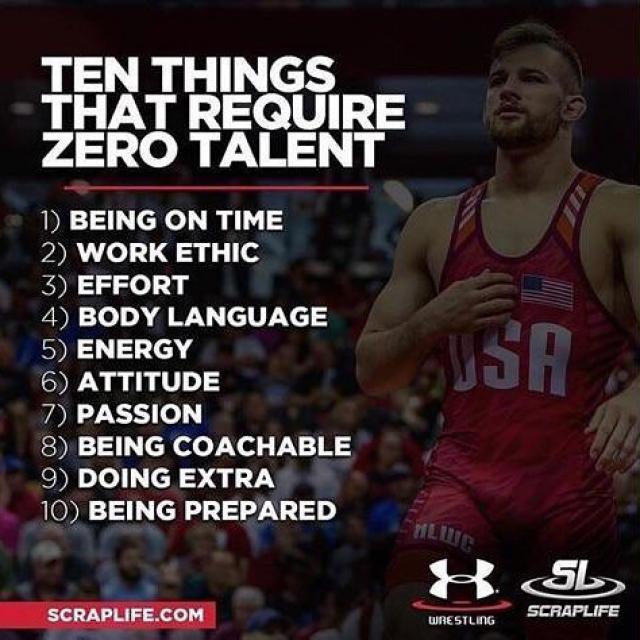 TEN THINGS
THAT REQUIRE
ZERO TALENT
1) BEING ON TIME
2) WORK ETHIC
3) EFFORT
4) BODY LANGUAGE
5) ENERGY
6) ATTITUDE
7) PASSION
8) BEING COACHABLE
9) DOING EXTRA
10) BEING PREPARED
USA
HLWC
SCRAPLIFE.COM
WRESTLING
SL
SCRAPLIFE